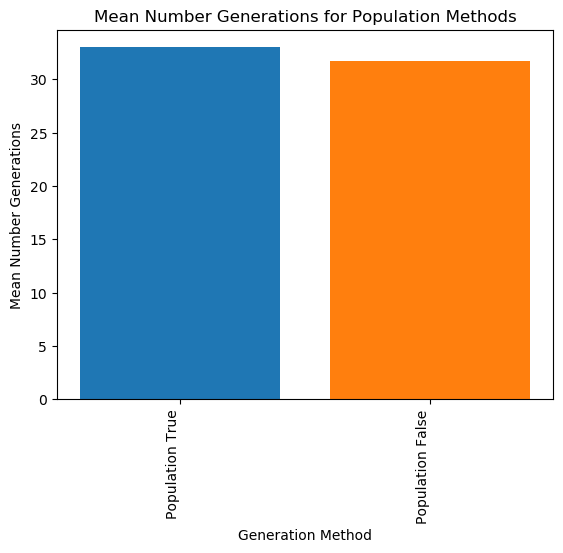 Mean Number Generations for Population Methods
Mean Number Generations
30
25
20
15
10
5
0
Population True
Population False
Generation Method